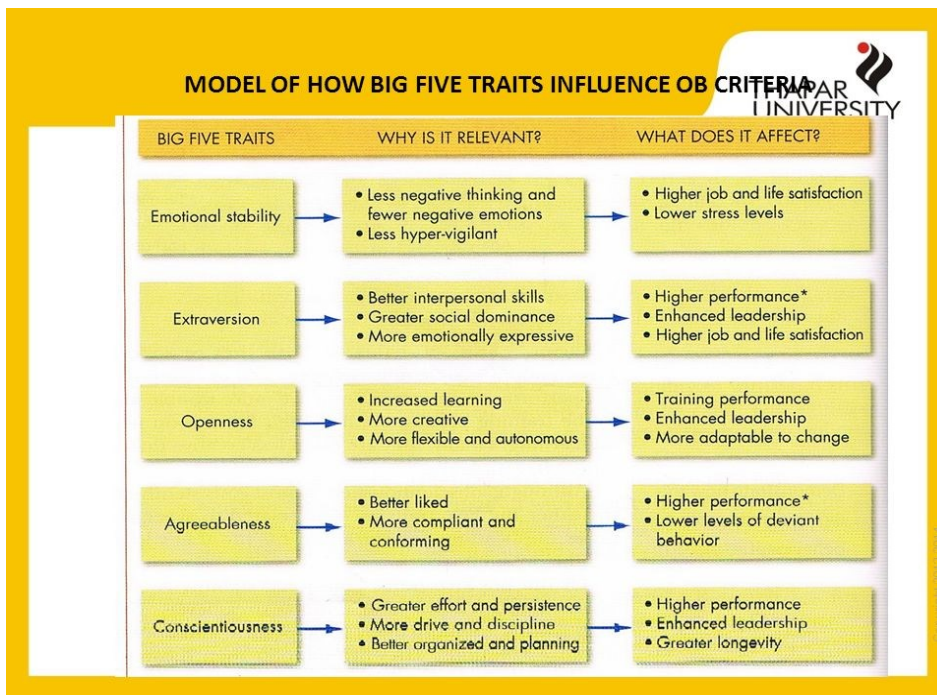 MODEL OF HOW BIG FIVE TRAITS INFLUENCE OB CRITERIA
THAPAR
UNIVERSITY
BIG FIVE TRAITS
WHY IS IT RELEVANT?
WHAT DOES IT AFFECT?
Emotional stability
• Less negative thinking and
fewer negative emotions
• Less hyper-vigilant
• Higher job and life satisfaction
• Lower stress levels
Extraversion
• Better interpersonal skills
• Greater social dominance
• More emotionally expressive
• Higher performance*
• Enhanced leadership
• Higher job and life satisfaction
Openness
• Increased learning
• More creative
• More flexible and autonomous
• Training performance
• Enhanced leadership
• More adaptable to change
Agreeableness
• Better liked
• More compliant and
conforming
• Higher performance*
• Lower levels of deviant
behavior
Conscientiousness
• Greater effort and persistence
• More drive and discipline
• Better organized and planning
• Higher performance
• Enhanced leadership
• Greater longevity